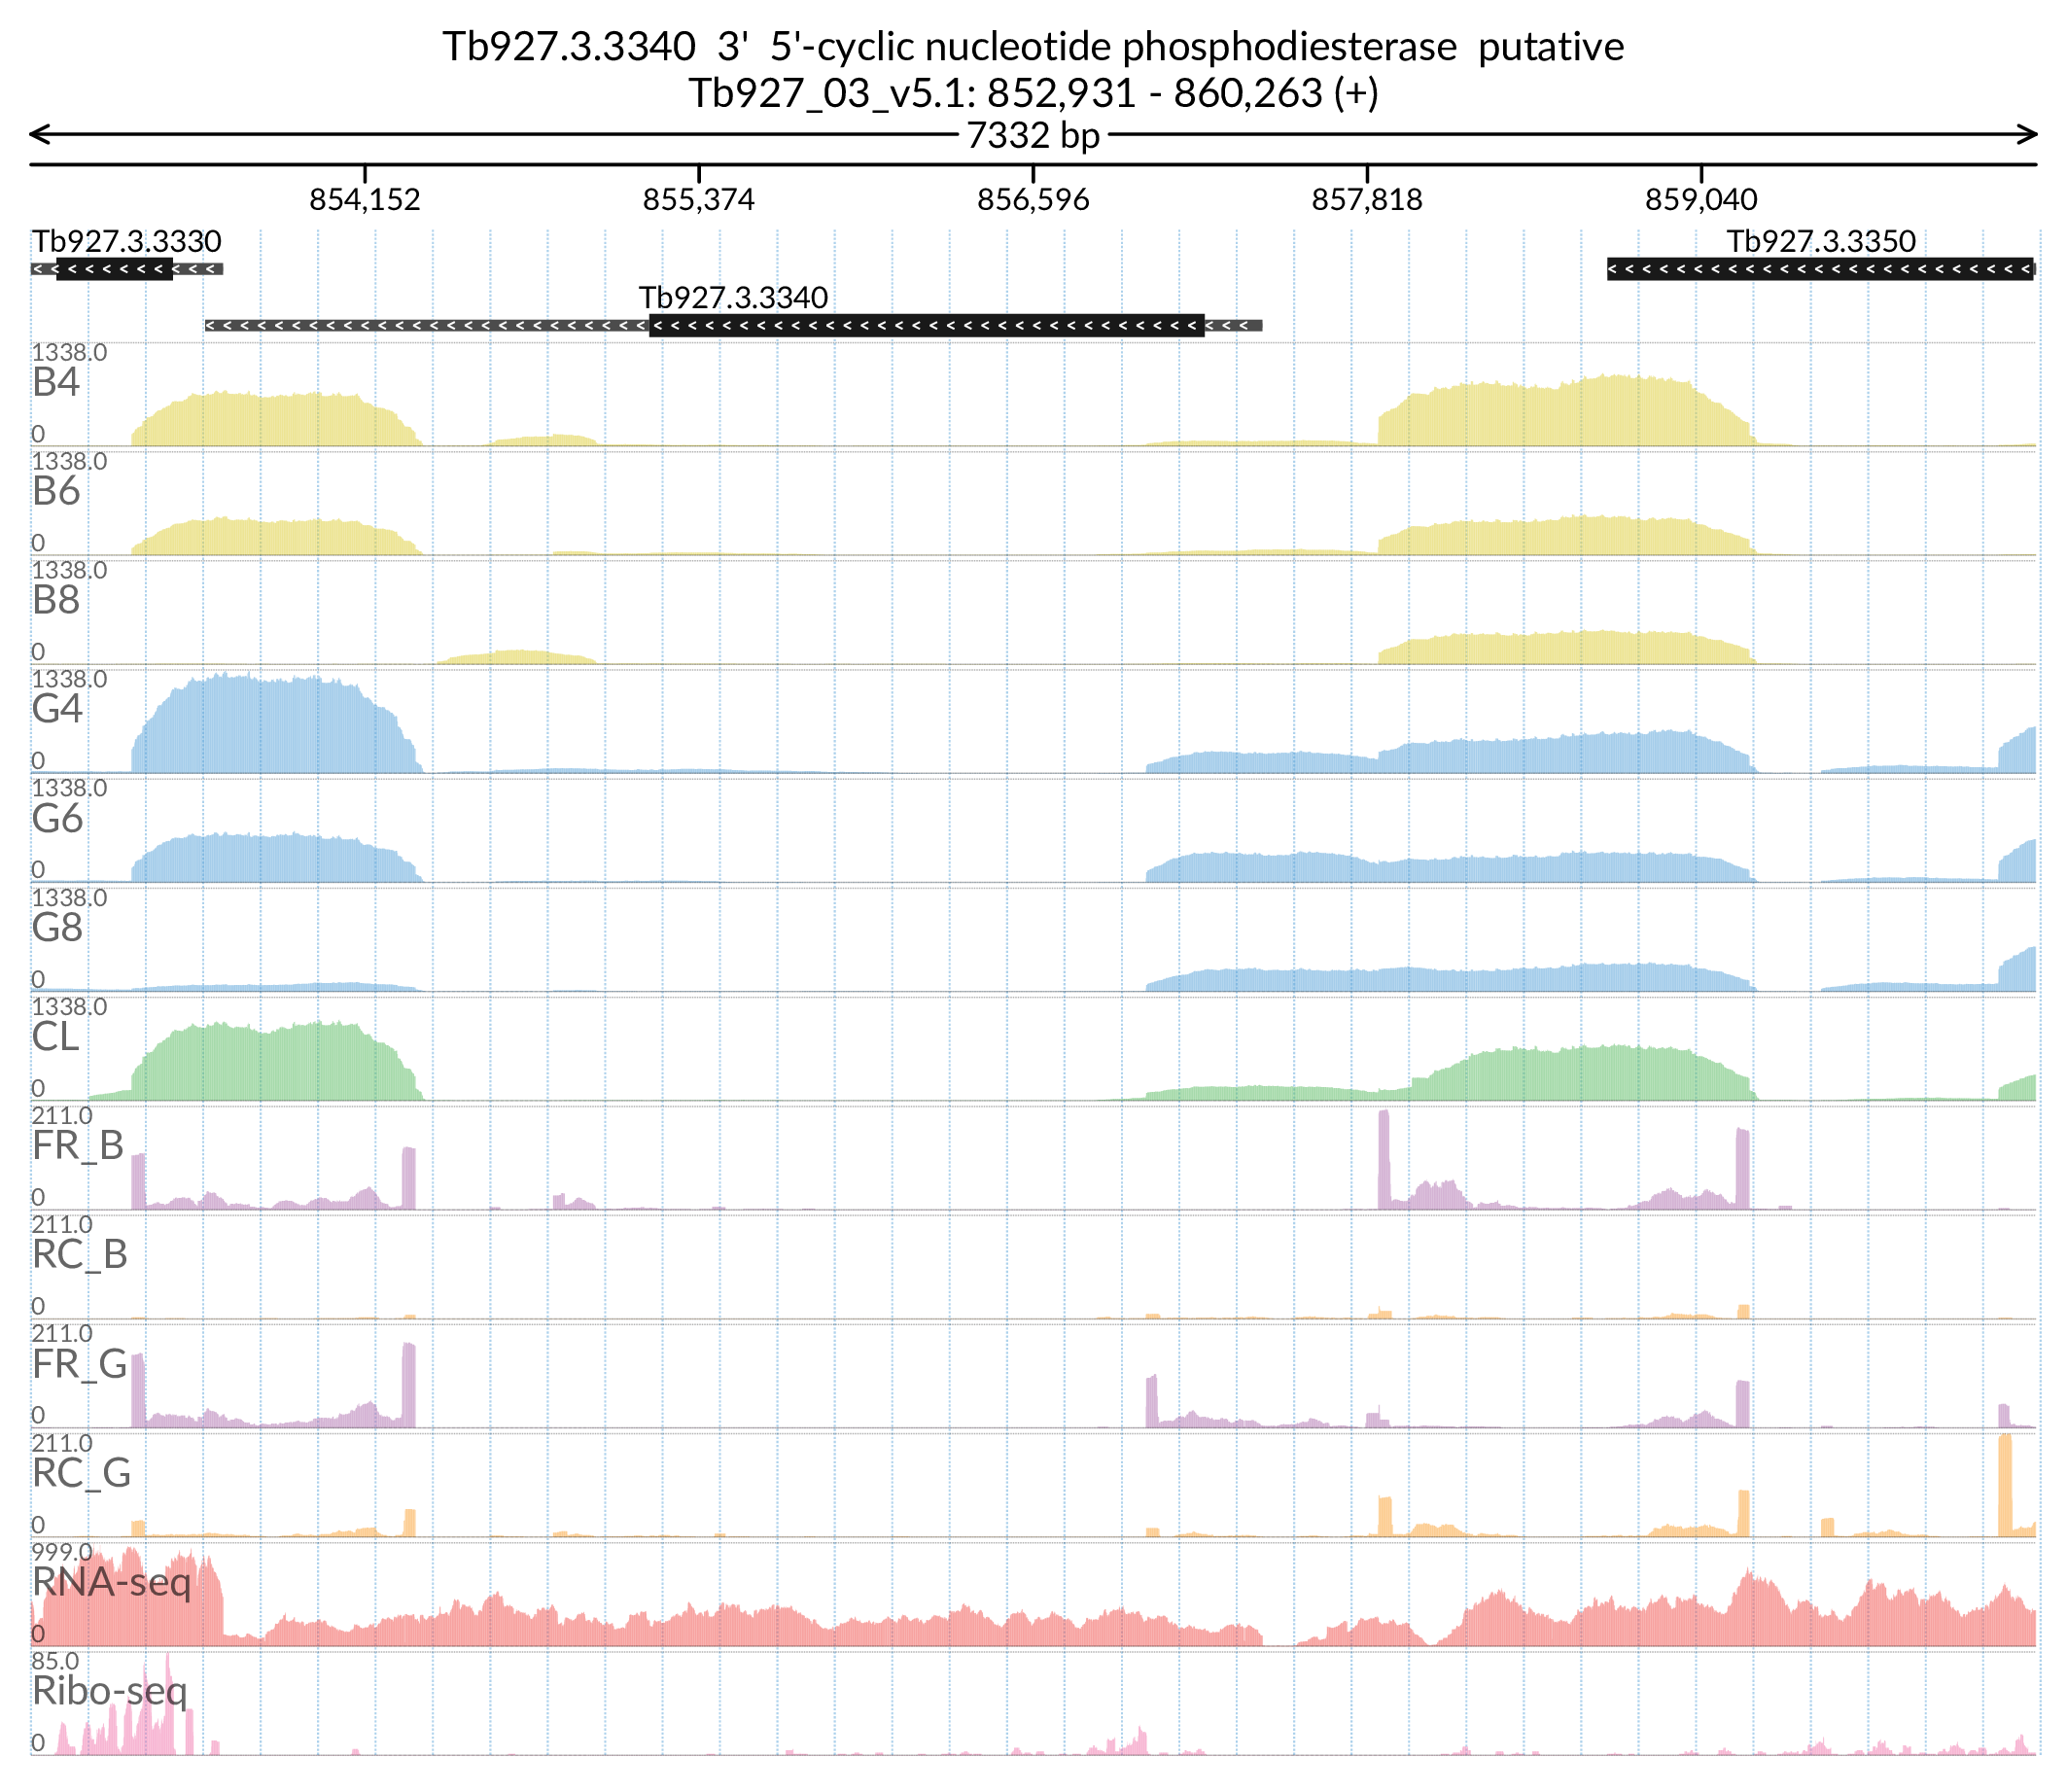 Tb927.3.3340  3'  5'-cyclic nucleotide phosphodiesterase  putative
Tb927_03_v5.1: 852,931 - 860,263 (+)
7332 bp
854,152 855,374 856,596 857,818 859,040
Tb927.3.3330 Tb927.3.3350
Tb927.3.3340
1338.0
B4
0
1338.0
B6
0
1338.0
B8
0
1338.0
G4
0
1338.0
G6
0
1338.0
G8
0
1338.0
CL
0
211.0
FR_B
0
211.0
RC_B
0
211.0
FR_G
0
211.0
RC_G
0
999.0
RNA-seq
0
85.0
Ribo-seq
0